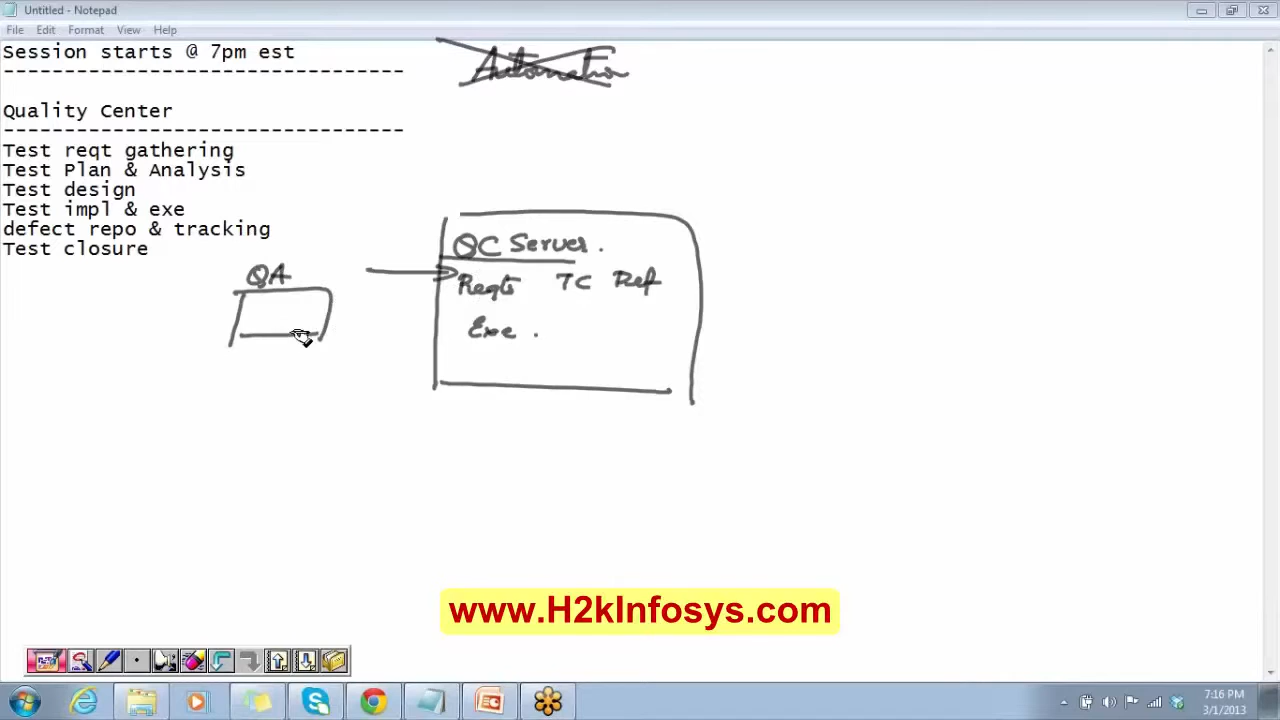 Untitled - Notepad
File Edit Format View Help
Session starts @ 7pm est
---------------------------------
Automation
Quality Center
---------------------------------
Test reqt gathering
Test Plan & Analysis
Test design
Test impl & exe
defect repo & tracking
Test closure
QA
QC Server.
Reqts TC Def
Exe .
www.H2kInfosys.com
7:16 PM
3/1/2013